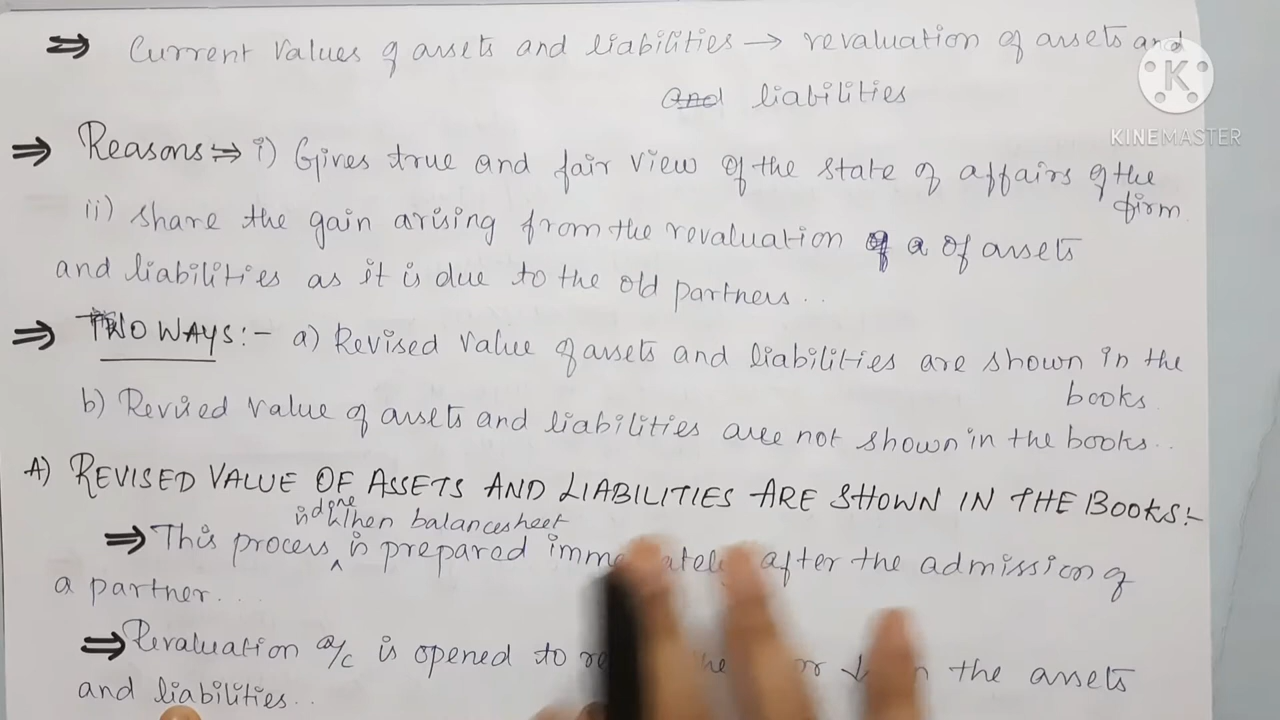 ⇒ Current Values of assets and liabilities → revaluation of assets and
and liabilities
K
KINEMASTER
⇒ Reasons ⇒ i) Gives true and fair view of the state of affairs of the
firm
ii) share the gain arising from the revaluation of a of assets
and liabilities as it is due to the old partners..
⇒ TWO WAYS:- a) Revised Value of assets and liabilities are shown in the
books
b) Revised Value of assets and liabilities are not shown in the books..
A) REVISED VALUE OF ASSETS AND LIABILITIES ARE SHOWN IN THE BOOKS:-
is done when balancesheet
⇒ This process ^ is prepared after the admission of
a partner...
⇒ Revaluation a/c is opened to the assets
and liabilities..